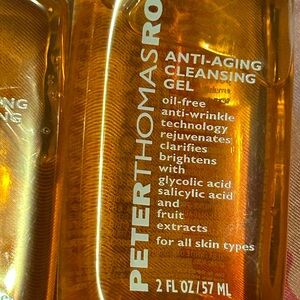 PETERTHOMASRO
ANTI-AGING
CLEANSING
GEL
oil-free
anti-wrinkle
technology
rejuvenates
clarifies
brightens
with
glycolic acid
salicylic acid
and
fruit
extracts
for all skin types
2 FL OZ/57 ML